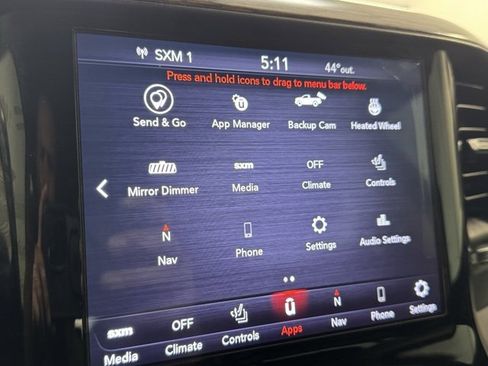 SXM 1 5:11 44°out.
Press and hold icons to drag to menu bar below.
Send & Go App Manager Backup Cam Heated Wheel
sxm OFF
Mirror Dimmer Media Climate Controls
N
Nav Phone Settings Audio Settings
sxm OFF N
Media Climate Controls Apps Nav Phone Settings